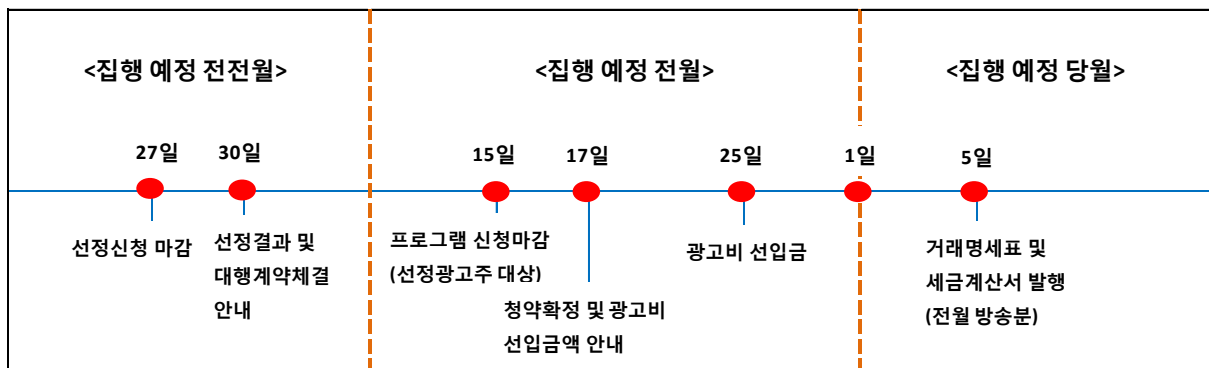 <집행 예정 전전월>
<집행 예정 전월>
<집행 예정 당월>
27일
30일
15일
17일
25일
1일
5일
선정신청 마감
선정결과 및
대행계약체결
안내
프로그램 신청마감
(선정광고주 대상)
청약확정 및 광고비
선입금액 안내
광고비 선입금
거래명세표 및
세금계산서 발행
(전월 방송분)